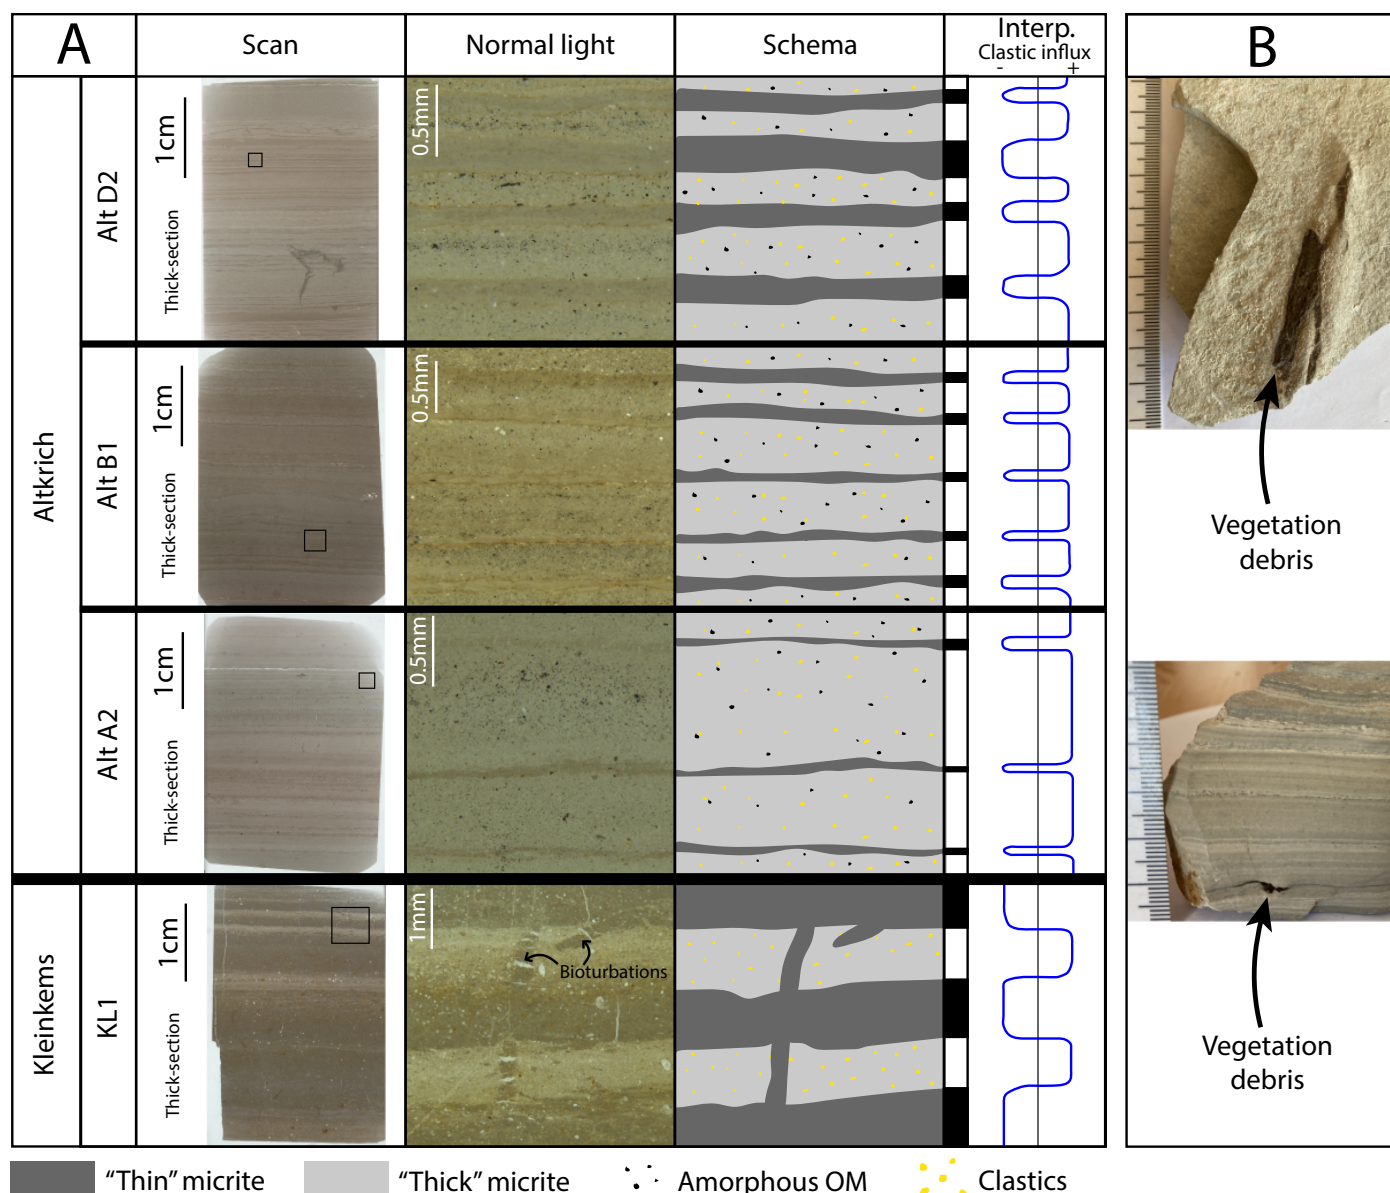 A
Scan
Normal light
Schema
Interp.
Clastic influx
- +
B
Altkrich
Alt D2
1cm
Thick-section
0.5mm
Alt B1
1cm
Thick-section
0.5mm
Alt A2
1cm
Thick-section
0.5mm
Kleinkems
KL1
1cm
Thick-section
1mm
Bioturbations
Vegetation
debris
Vegetation
debris
"Thin" micrite
"Thick" micrite
Amorphous OM
Clastics